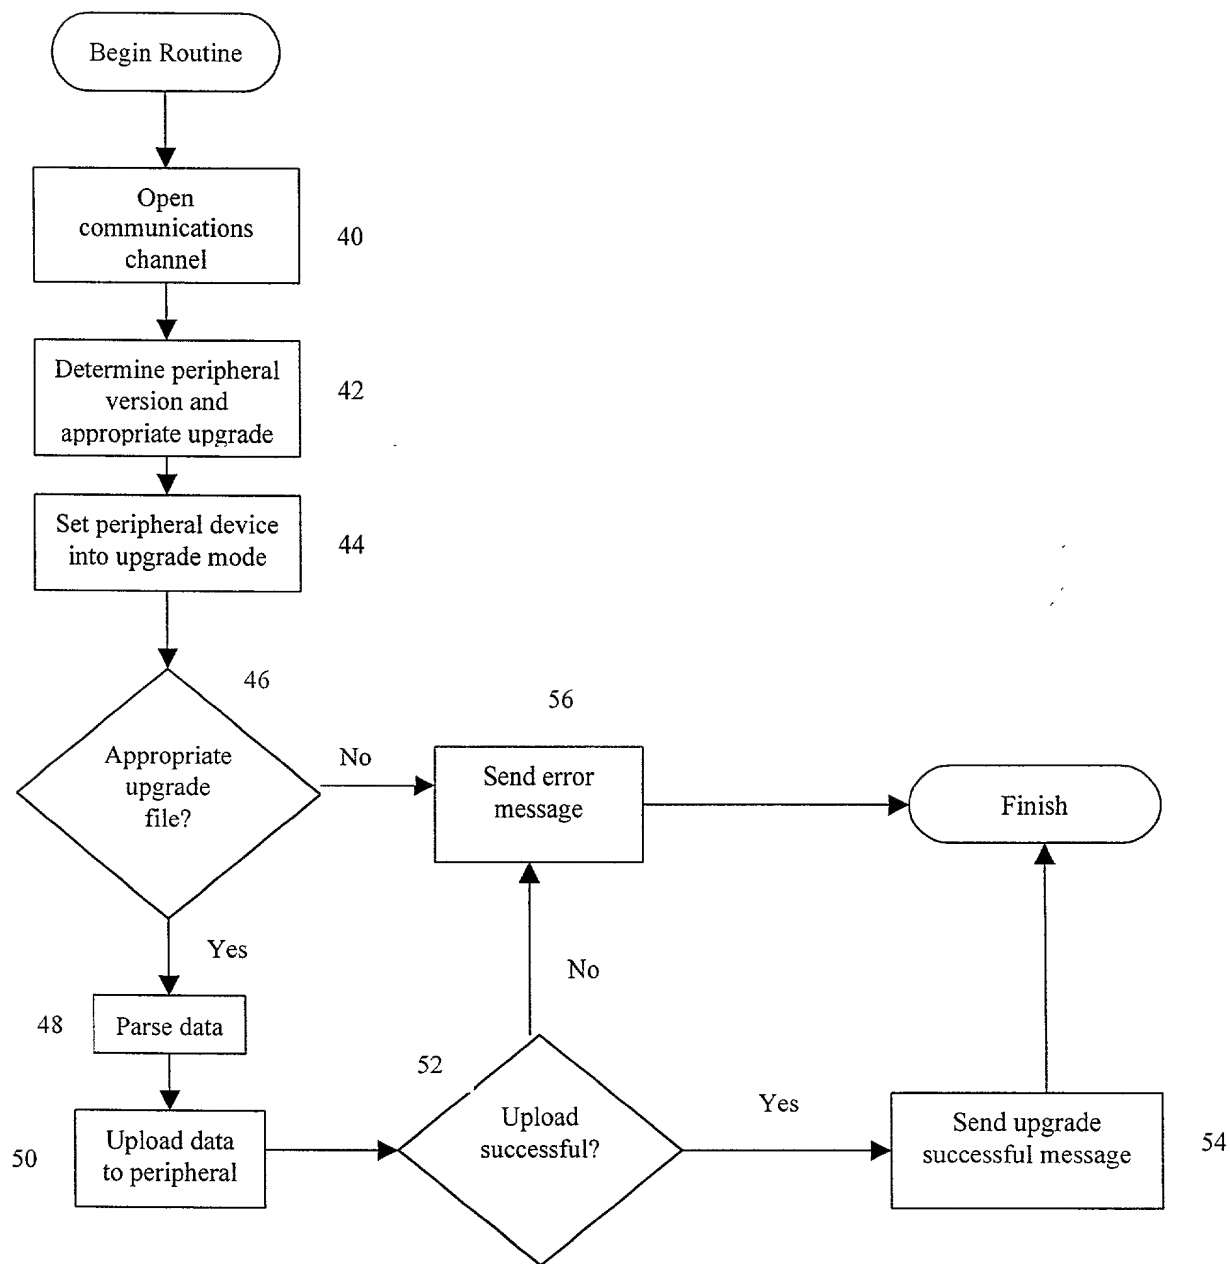 Begin Routine
Open
communications
channel
40
Determine peripheral
version and
appropriate upgrade
42
Set peripheral device
into upgrade mode
44
46
Appropriate
upgrade
file?
No
56
Send error
message
Finish
Yes
No
48
Parse data
52
Upload
successful?
Yes
Send upgrade
successful message
54
50
Upload data
to peripheral